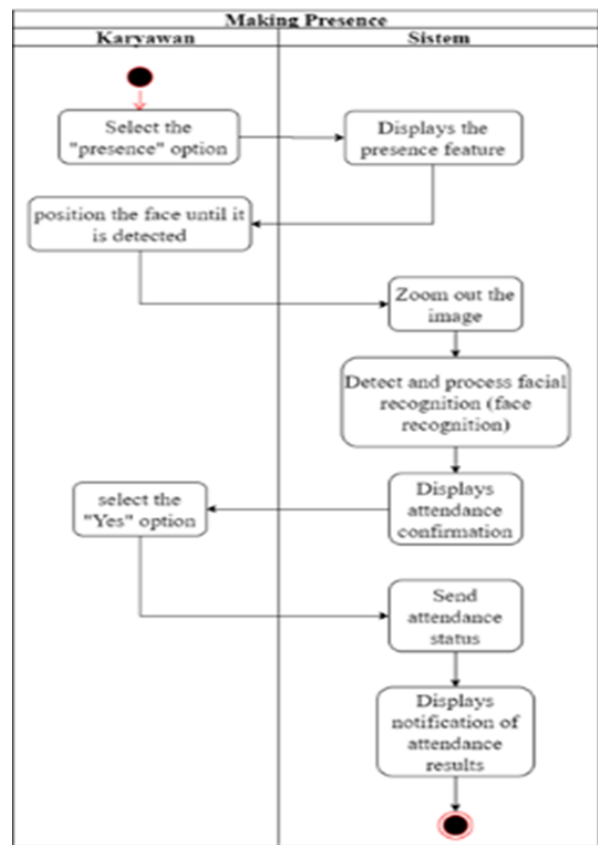 Making Presence
Karyawan
Sistem
Select the
"presence" option
Displays the
presence feature
position the face until it
is detected
Zoom out the
image
Detect and process facial
recognition (face
recognition)
Displays
attendance
confirmation
select the
"Yes" option
Send
attendance
status
Displays
notification of
attendance
results